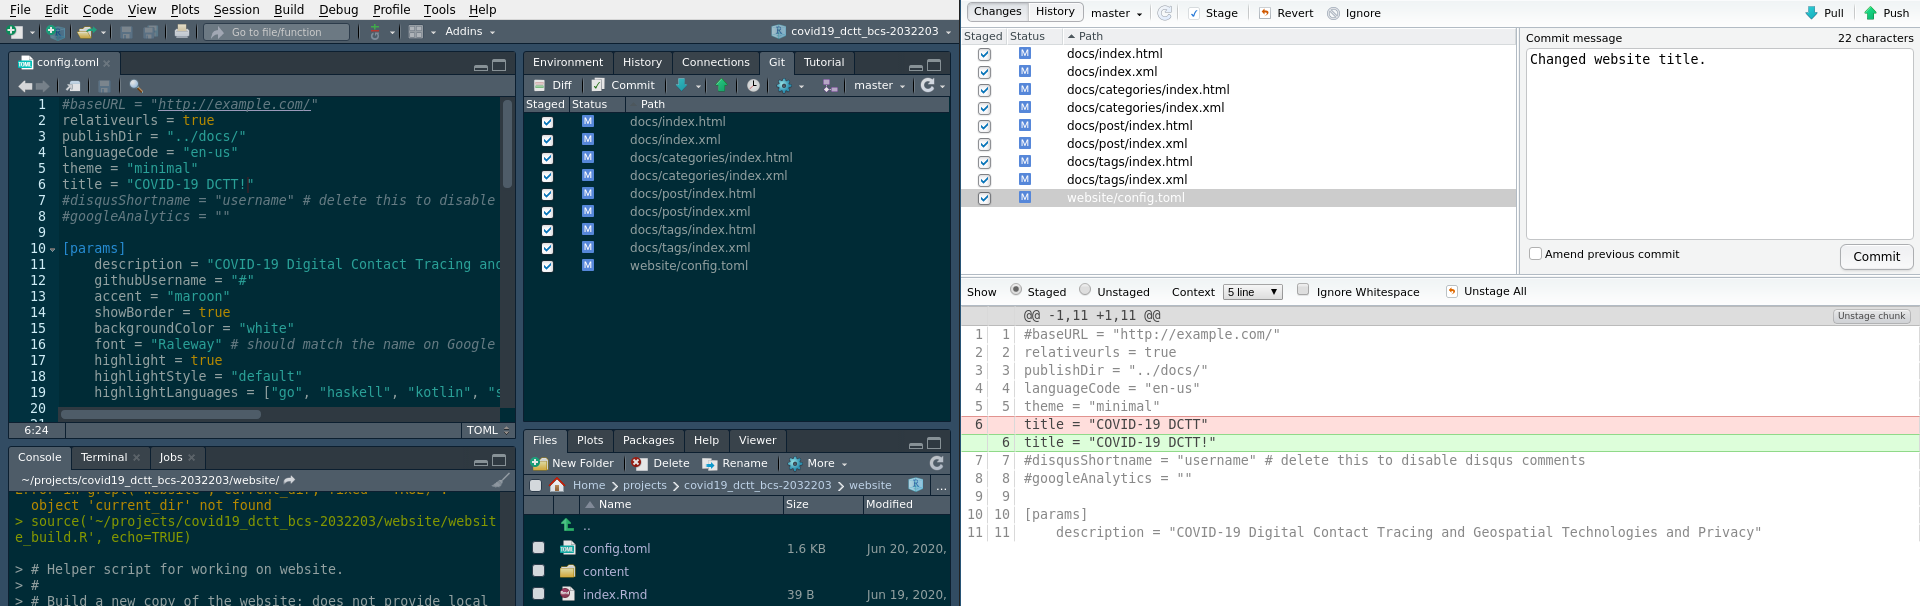 File Edit Code View Plots Session Build Debug Profile Tools Help
Go to file/function Addins covid19_dctt_bcs-2032203
config.toml
1 #baseURL = "http://example.com/"
2 relativeurls = true
3 publishDir = "../docs/"
4 languageCode = "en-us"
5 theme = "minimal"
6 title = "COVID-19 DCTT!"
7 #disqusShortname = "username" # delete this to disable
8 #googleAnalytics = ""
9
10 [params]
11 description = "COVID-19 Digital Contact Tracing and
12 githubUsername = "#"
13 accent = "maroon"
14 showBorder = true
15 backgroundColor = "white"
16 font = "Raleway" # should match the name on Google
17 highlight = true
18 highlightStyle = "default"
19 highlightLanguages = ["go", "haskell", "kotlin", "s
20
6:24 TOML
Console Terminal Jobs
~/projects/covid19_dctt_bcs-2032203/website/
object 'current_dir' not found
> source('~/projects/covid19_dctt_bcs-2032203/website/websit
e_build.R', echo=TRUE)
> # Helper script for working on website.
> #
> # Build a new copy of the website; does not provide local
Environment History Connections Git Tutorial
Diff Commit master
Staged Status Path
M docs/index.html
M docs/index.xml
M docs/categories/index.html
M docs/categories/index.xml
M docs/post/index.html
M docs/post/index.xml
M docs/tags/index.html
M docs/tags/index.xml
M website/config.toml
Files Plots Packages Help Viewer
New Folder Delete Rename More
Home projects covid19_dctt_bcs-2032203 website ...
Name Size Modified
..
config.toml 1.6 KB Jun 20, 2020,
content
index.Rmd 39 B Jun 19, 2020,
Changes History master Stage Revert Ignore Pull Push
Staged Status Path
M docs/index.html
M docs/index.xml
M docs/categories/index.html
M docs/categories/index.xml
M docs/post/index.html
M docs/post/index.xml
M docs/tags/index.html
M docs/tags/index.xml
M website/config.toml
Commit message 22 characters
Changed website title.
Amend previous commit Commit
Show Staged Unstaged Context 5 line Ignore Whitespace Unstage All
@@ -1,11 +1,11 @@ Unstage chunk
1 1 #baseURL = "http://example.com/"
2 2 relativeurls = true
3 3 publishDir = "../docs/"
4 4 languageCode = "en-us"
5 5 theme = "minimal"
6 title = "COVID-19 DCTT"
6 title = "COVID-19 DCTT!"
7 7 #disqusShortname = "username" # delete this to disable disqus comments
8 8 #googleAnalytics = ""
9 9
10 10 [params]
11 11 description = "COVID-19 Digital Contact Tracing and Geospatial Technologies and Privacy"